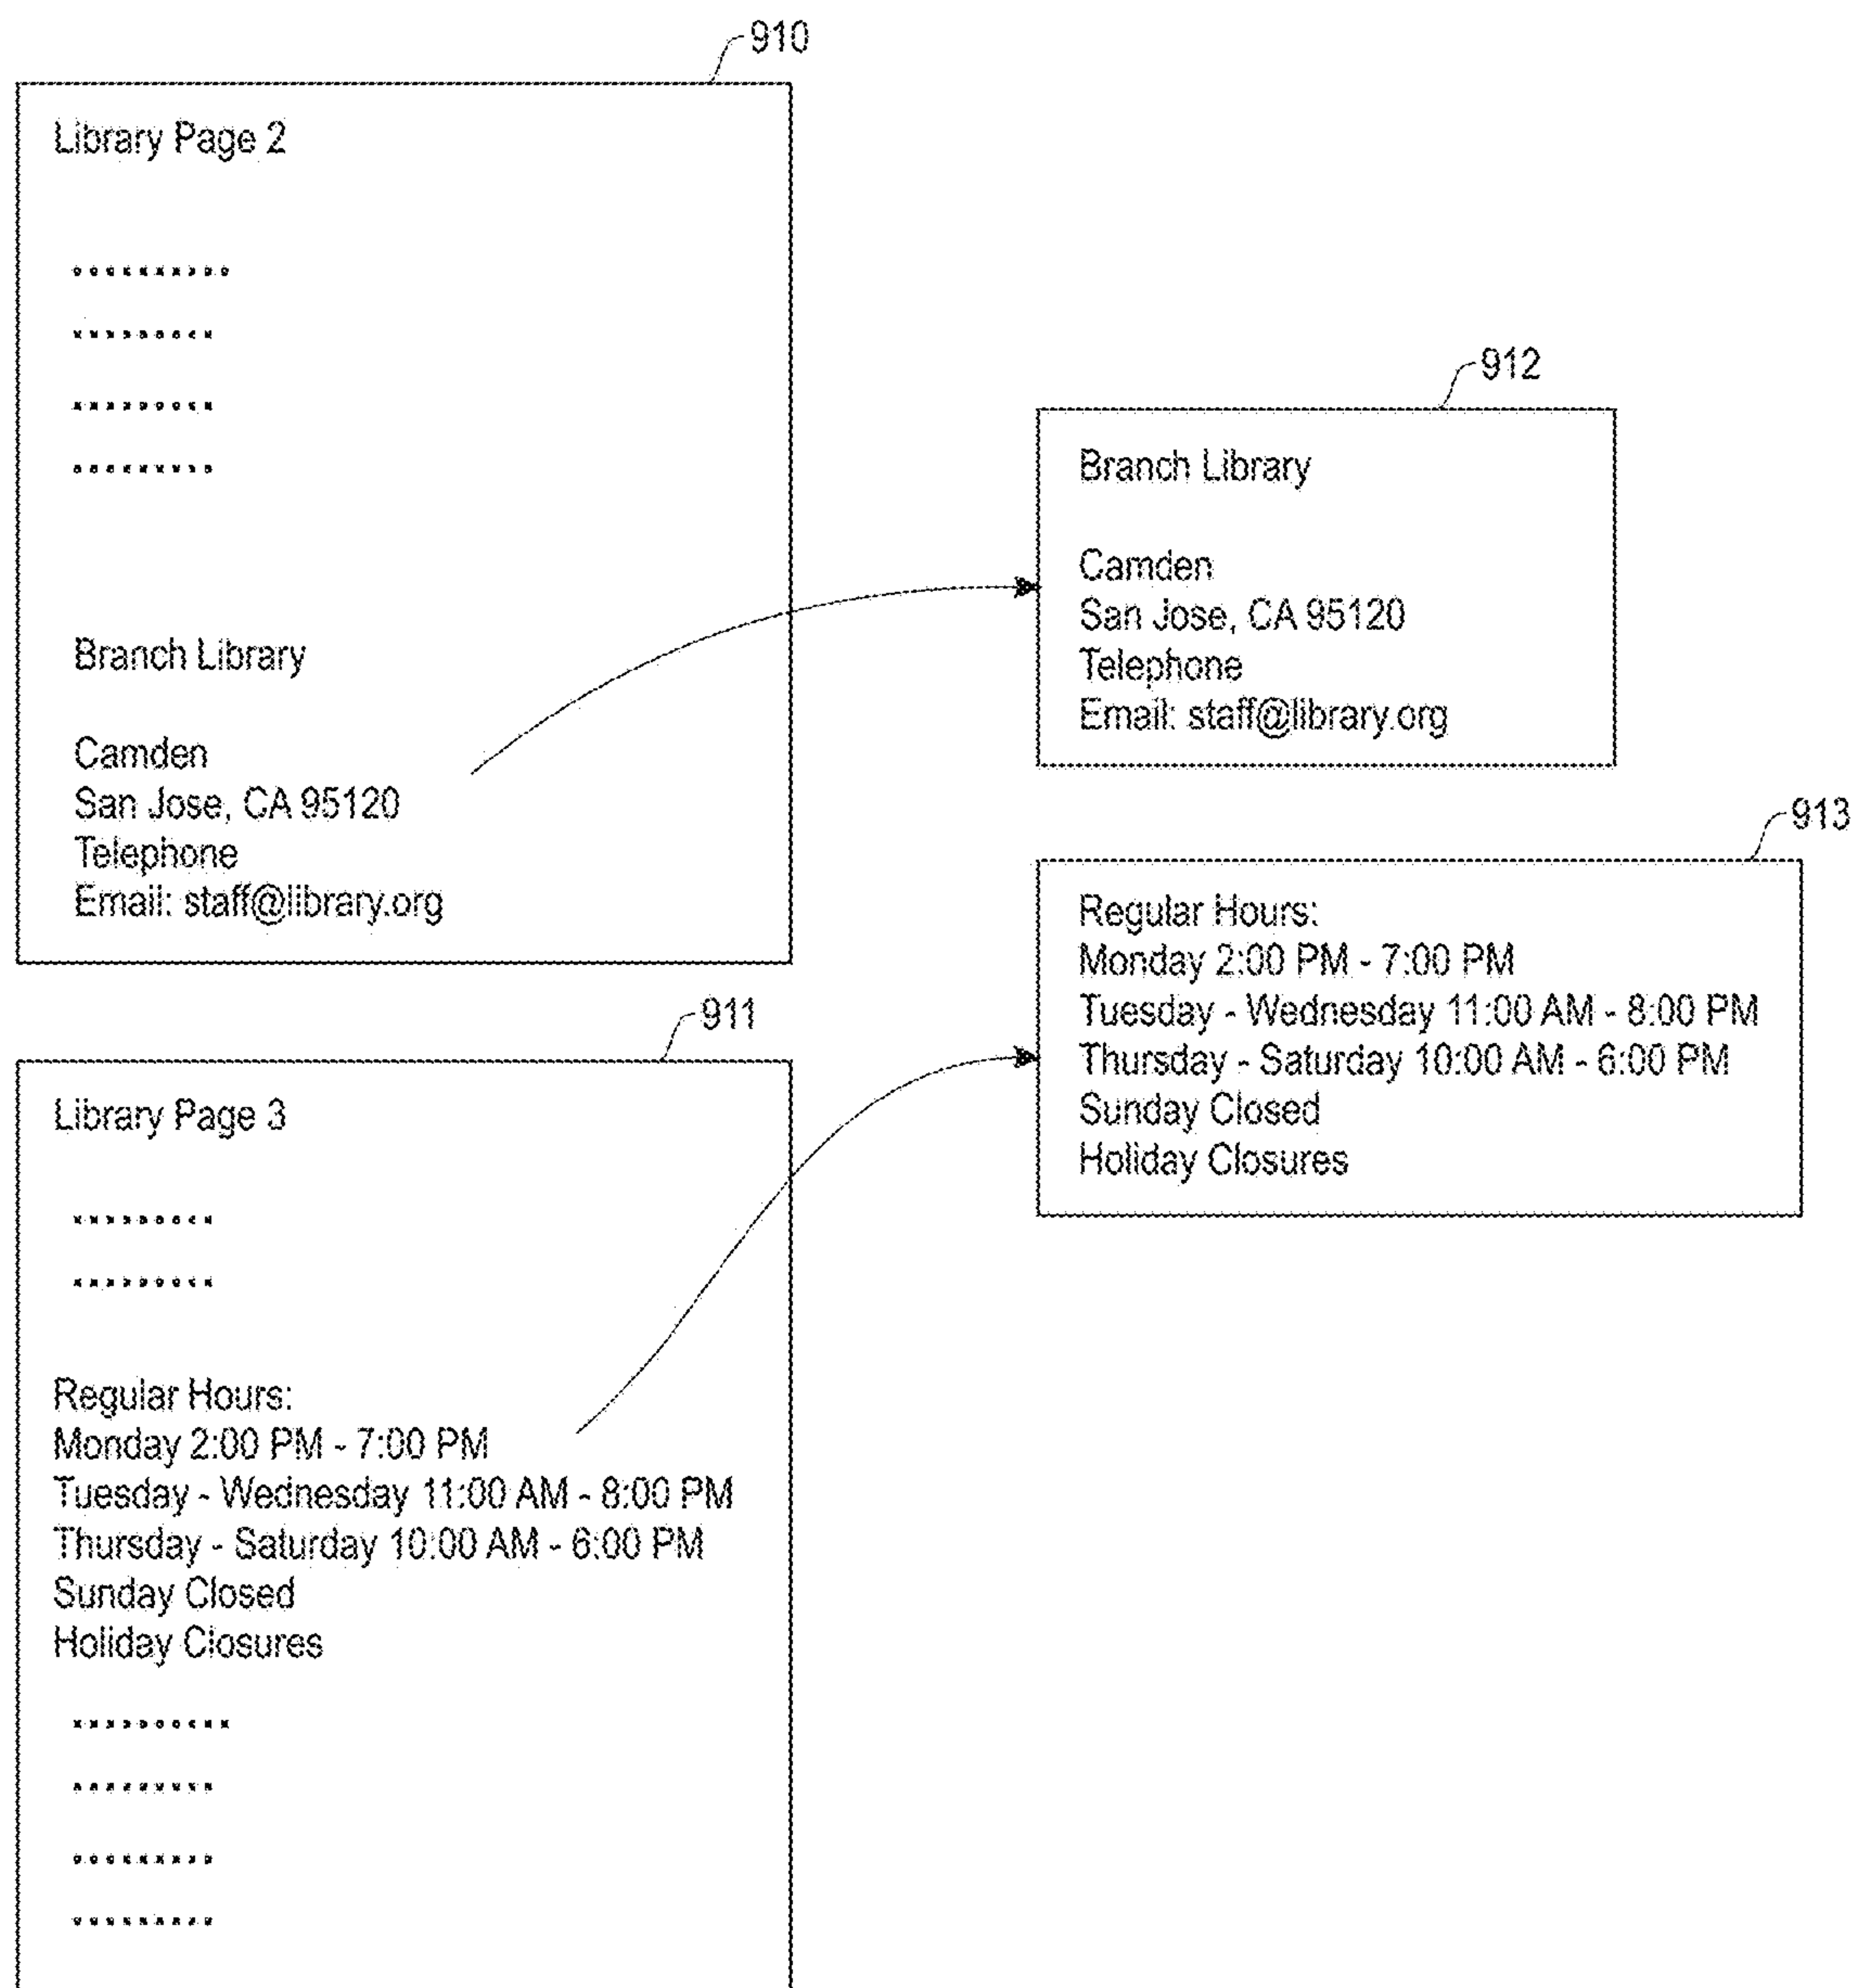 910
Library Page 2
Branch Library
Camden
San Jose, CA 95120
Telephone
Email: staff@library.org
912
Branch Library
Camden
San Jose, CA 95120
Telephone
Email: staff@library.org
911
Library Page 3
Regular Hours:
Monday 2:00 PM - 7:00 PM
Tuesday - Wednesday 11:00 AM - 8:00 PM
Thursday - Saturday 10:00 AM - 6:00 PM
Sunday Closed
Holiday Closures
913
Regular Hours:
Monday 2:00 PM - 7:00 PM
Tuesday - Wednesday 11:00 AM - 8:00 PM
Thursday - Saturday 10:00 AM - 6:00 PM
Sunday Closed
Holiday Closures